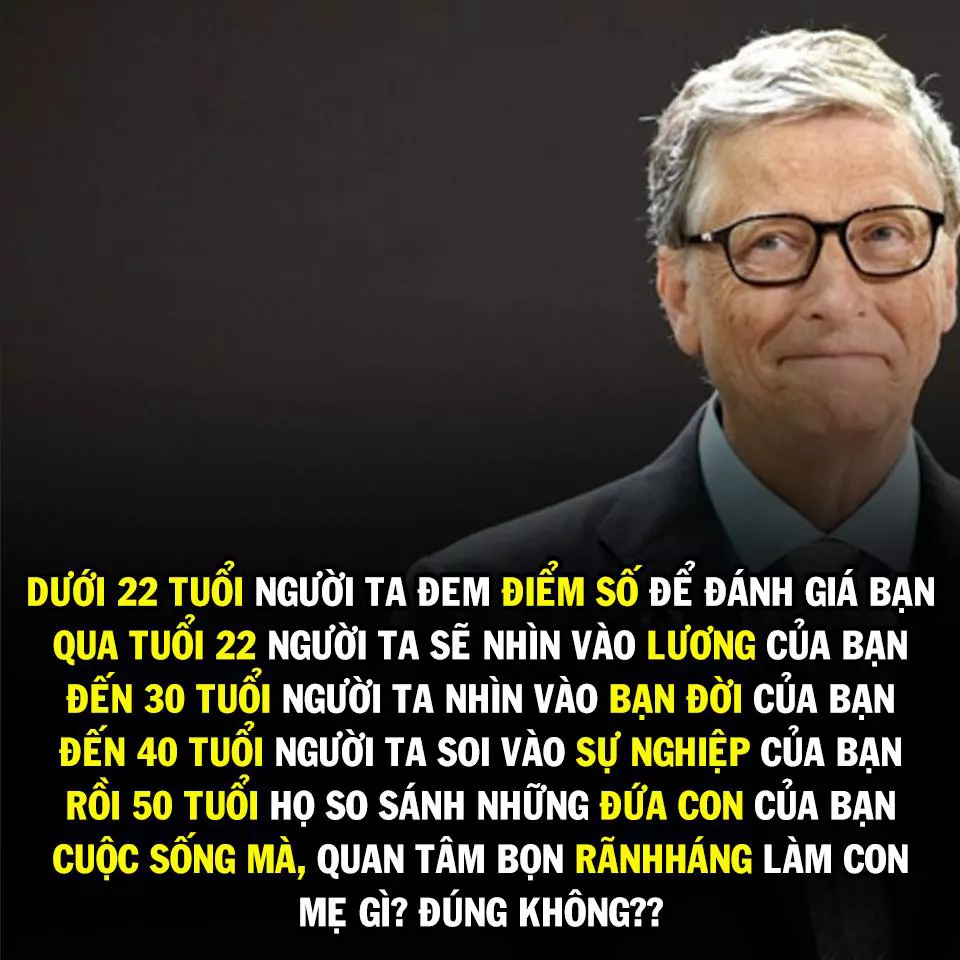 DƯỚI 22 TUỔI NGƯỜI TA ĐEM ĐIỂM SỐ ĐỂ ĐÁNH GIÁ BẠN
QUA TUỔI 22 NGƯỜI TA SẼ NHÌN VÀO LƯƠNG CỦA BẠN
ĐẾN 30 TUỔI NGƯỜI TA NHÌN VÀO BẠN ĐỜI CỦA BẠN
ĐẾN 40 TUỔI NGƯỜI TA SOI VÀO SỰ NGHIỆP CỦA BẠN
RỒI 50 TUỔI HỌ SO SÁNH NHỮNG ĐỨA CON CỦA BẠN
CUỘC SỐNG MÀ, QUAN TÂM BỌN RÃNHHÁNG LÀM CON
MẸ GÌ? ĐÚNG KHÔNG??